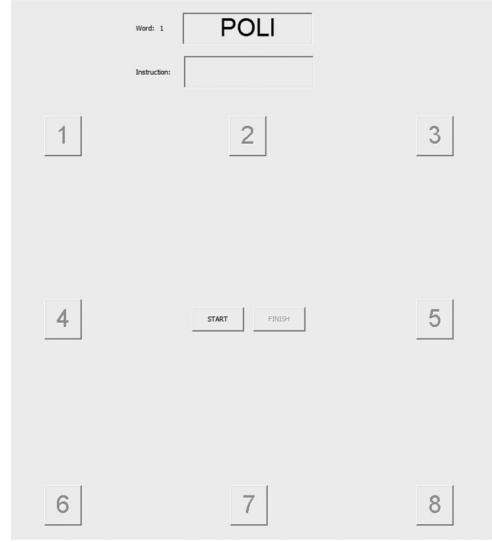 Word: 1 POLI
Instruction:
1 2 3
4 START FINISH 5
6 7 8